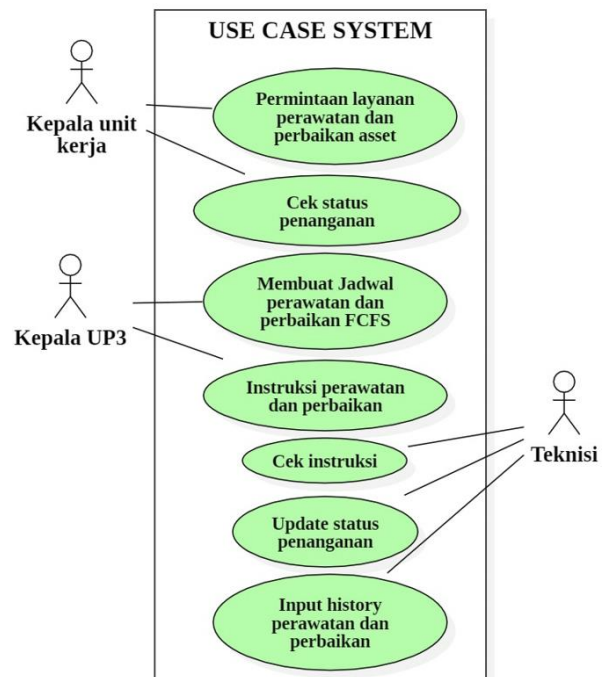 USE CASE SYSTEM
Kepala unit
kerja
Permintaan layanan
perawatan dan
perbaikan asset
Cek status
penanganan
Kepala UP3
Membuat Jadwal
perawatan dan
perbaikan FCFS
Instruksi perawatan
dan perbaikan
Cek instruksi
Teknisi
Update status
penanganan
Input history
perawatan dan
perbaikan